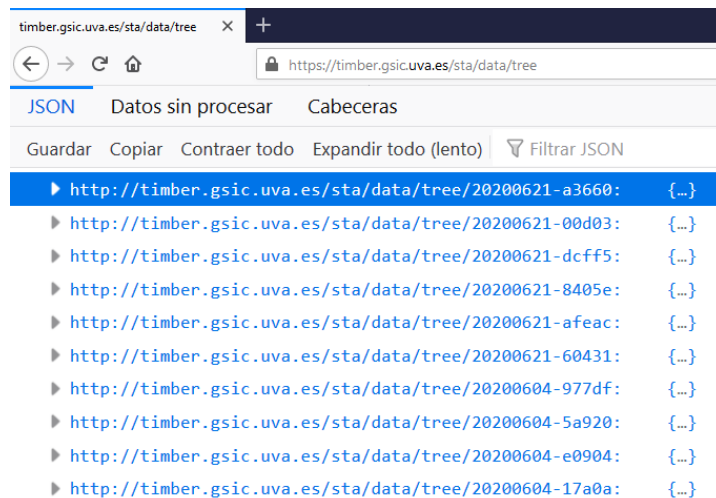 timber.gsic.uva.es/sta/data/tree
https://timber.gsic.uva.es/sta/data/tree
JSON Datos sin procesar Cabeceras
Guardar Copiar Contraer todo Expandir todo (lento) Filtrar JSON
http://timber.gsic.uva.es/sta/data/tree/20200621-a3660: {…}
http://timber.gsic.uva.es/sta/data/tree/20200621-00d03: {…}
http://timber.gsic.uva.es/sta/data/tree/20200621-dcff5: {…}
http://timber.gsic.uva.es/sta/data/tree/20200621-8405e: {…}
http://timber.gsic.uva.es/sta/data/tree/20200621-afeac: {…}
http://timber.gsic.uva.es/sta/data/tree/20200621-60431: {…}
http://timber.gsic.uva.es/sta/data/tree/20200604-977df: {…}
http://timber.gsic.uva.es/sta/data/tree/20200604-5a920: {…}
http://timber.gsic.uva.es/sta/data/tree/20200604-e0904: {…}
http://timber.gsic.uva.es/sta/data/tree/20200604-17a0a: {…}